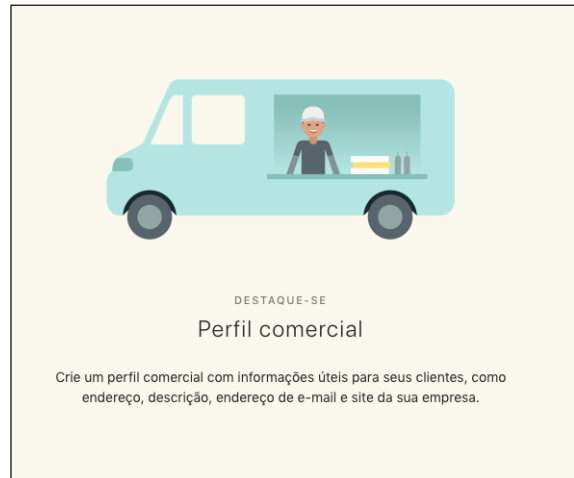 DESTAQUE-SE
Perfil comercial
Crie um perfil comercial com informações úteis para seus clientes, como
endereço, descrição, endereço de e-mail e site da sua empresa.